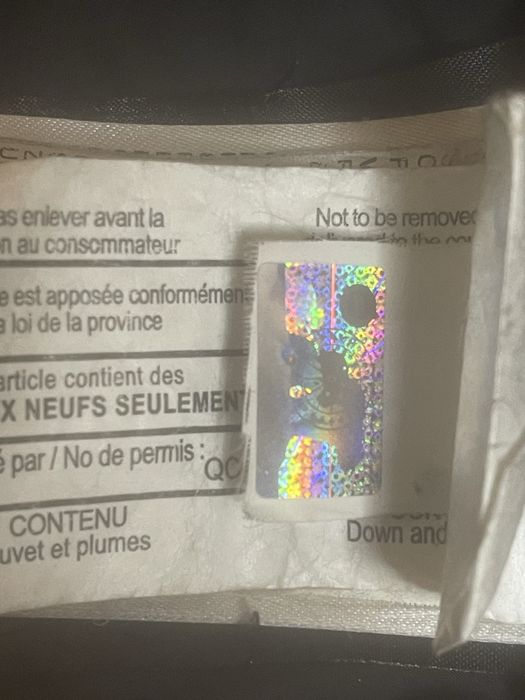 as enlever avant la
n au consommateur
e est apposée conformémen
a loi de la province
article contient des
X NEUFS SEULEMEN
é par / No de permis :
QC
CONTENU
uvet et plumes
Not to be removed
Down and